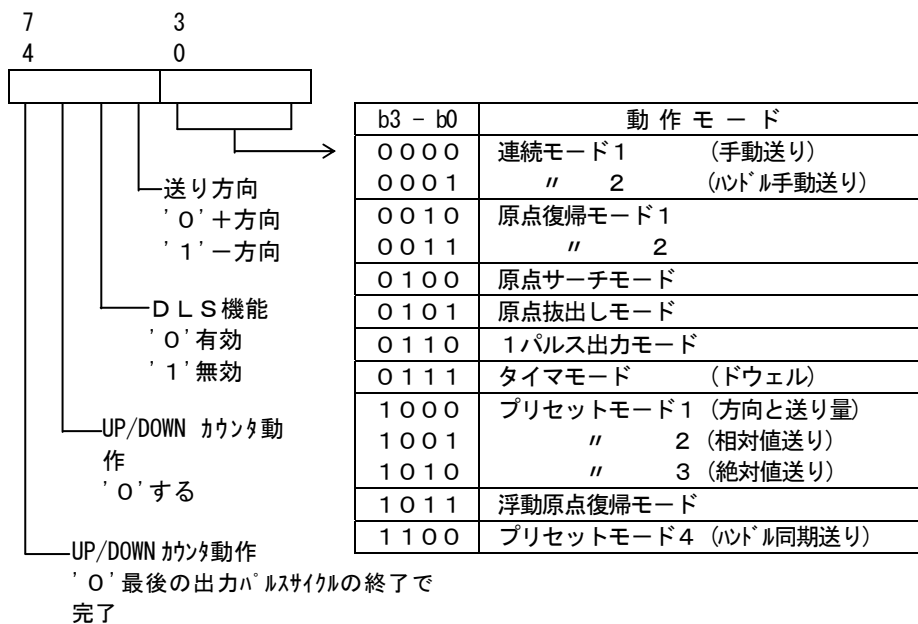 7 3
4 0
送り方向
'０'＋方向
'１'－方向
ＤＬＳ機能
'０'有効
'１'無効
UP/DOWN ｶｳﾝﾀ動
作
'０'する
UP/DOWNｶｳﾝﾀ動作
'０'最後の出力ﾊﾟﾙｽｻｲｸﾙの終了で
完了
b3 - b0 動 作 モ ー ド
００００ 連続モード１ (手動送り)
０００１ 〃 ２ (ﾊﾝﾄﾞﾙ手動送り)
００１０ 原点復帰モード１
００１１ 〃 ２
０１００ 原点サーチモード
０１０１ 原点抜出しモード
０１１０ １パルス出力モード
０１１１ タイマモード (ドウェル)
１０００ プリセットモード１ (方向と送り量)
１００１ 〃 ２ (相対値送り)
１０１０ 〃 ３ (絶対値送り)
１０１１ 浮動原点復帰モード
１１００ プリセットモード４ (ﾊﾝﾄﾞﾙ同期送り)